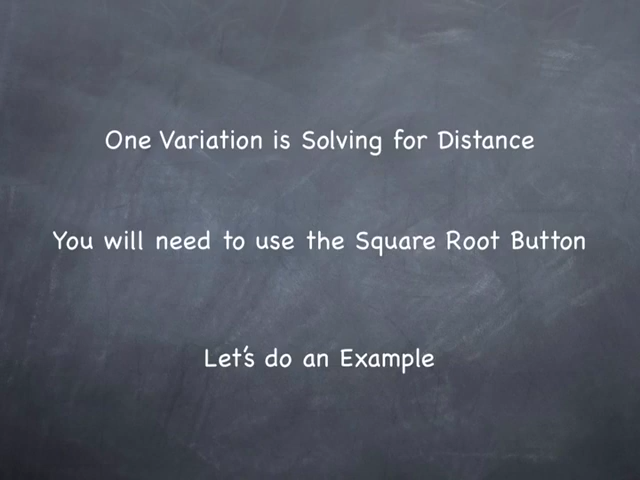 One Variation is Solving for Distance
You will need to use the Square Root Button
Let's do an Example